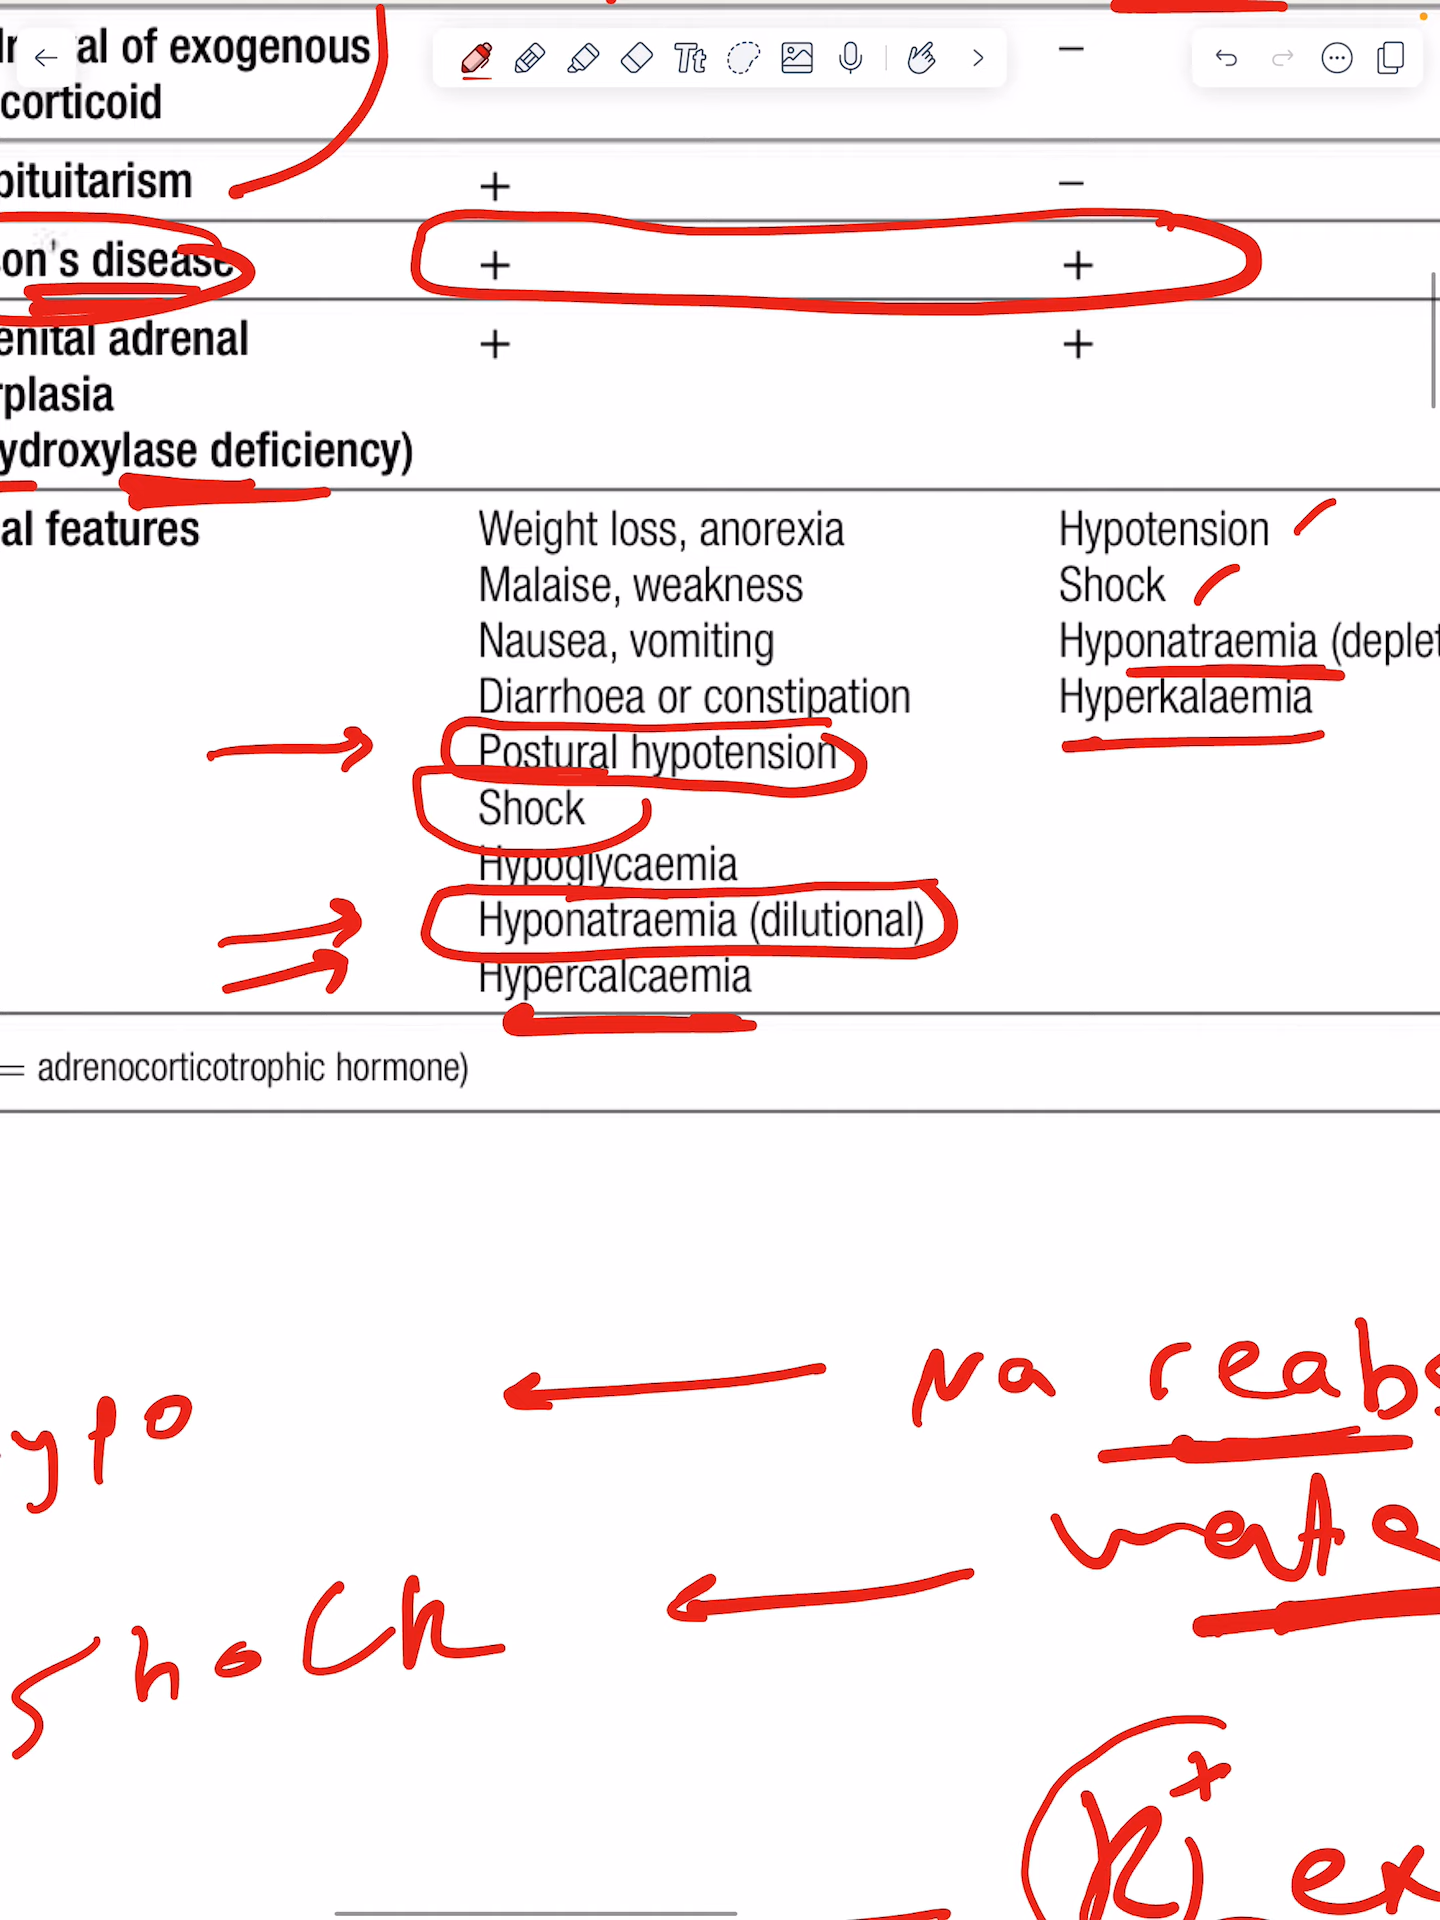 al of exogenous
corticoid
–
pituitarism + –
on's disease + +
enital adrenal + +
rplasia
ydroxylase deficiency)
al features Weight loss, anorexia Hypotension
Malaise, weakness Shock
Nausea, vomiting Hyponatraemia (deplet
Diarrhoea or constipation Hyperkalaemia
Postural hypotension
Shock
Hypoglycaemia
Hyponatraemia (dilutional)
Hypercalcaemia
= adrenocorticotrophic hormone)
ypo Na reabs
wate
Shock
K+ ex
Tt